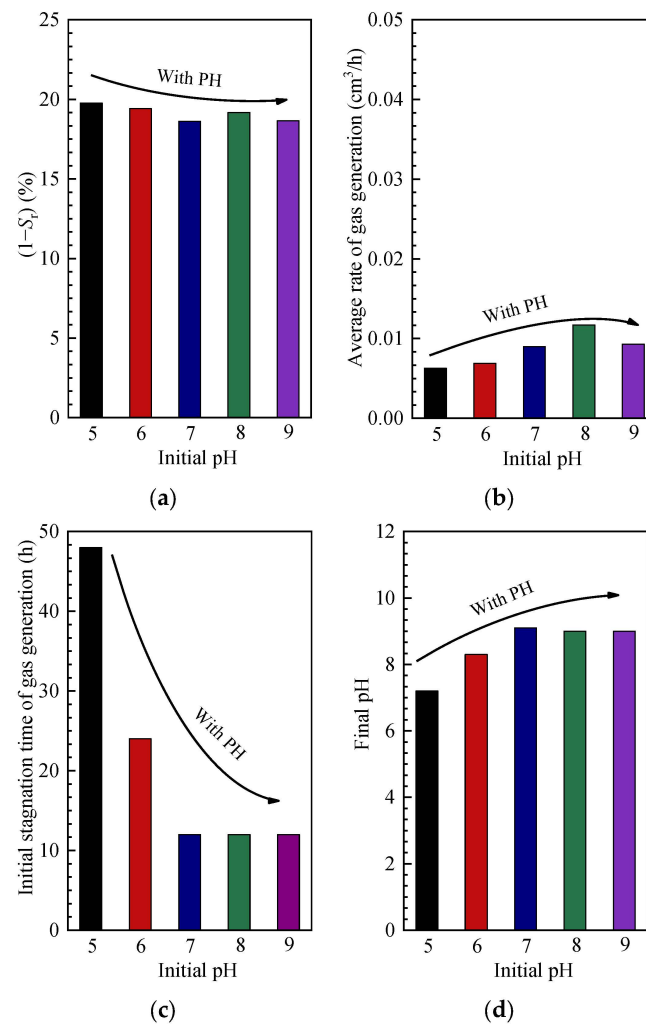 (1−Sr) (%)
25
20
15
10
5
0
With PH
5 6 7 8 9
Initial pH
(a)
Average rate of gas generation (cm³/h)
0.05
0.04
0.03
0.02
0.01
0.00
With PH
5 6 7 8 9
Initial pH
(b)
Initial stagnation time of gas generation (h)
50
40
30
20
10
0
With PH
5 6 7 8 9
Initial pH
(c)
Final pH
12
10
8
6
4
2
0
With PH
5 6 7 8 9
Initial pH
(d)